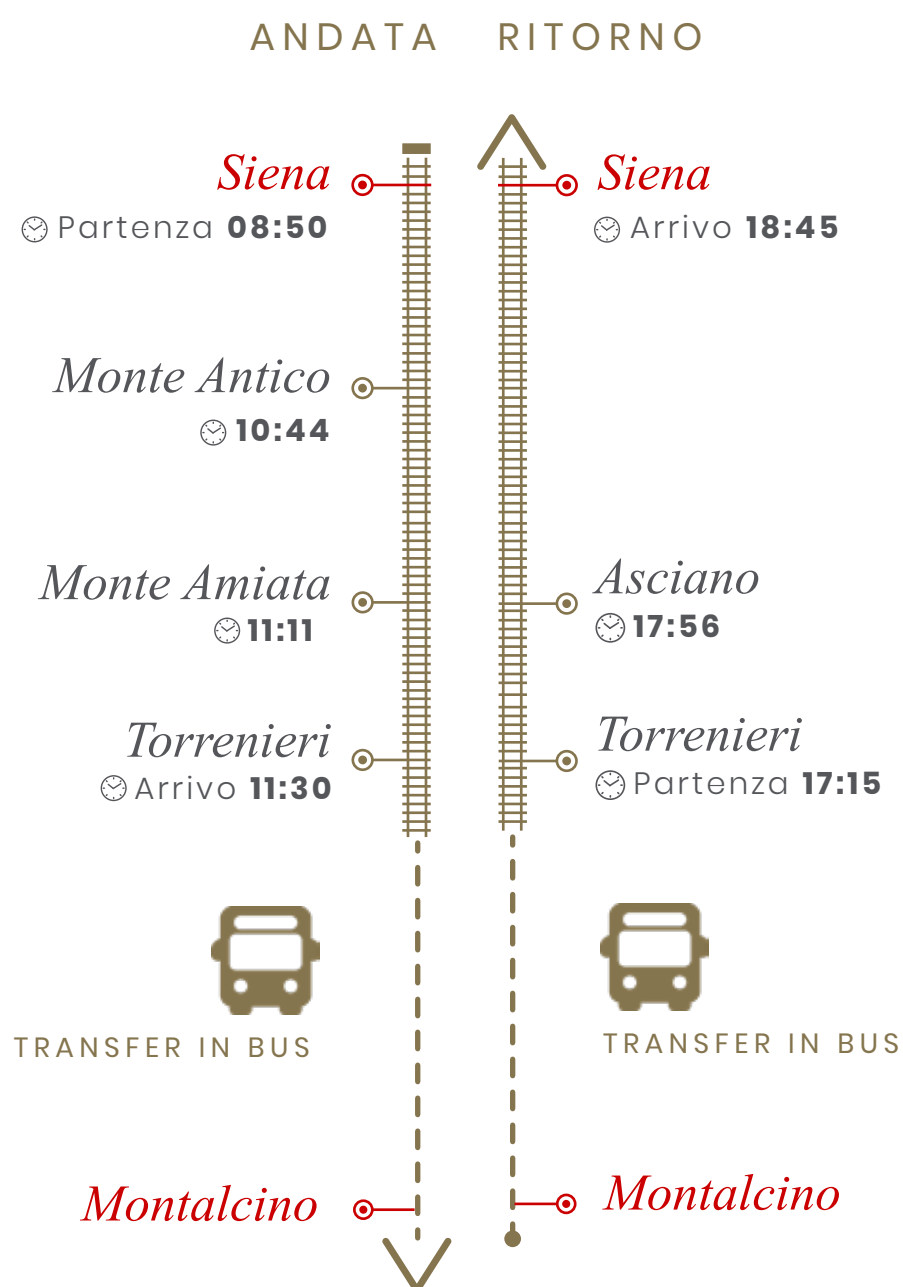 ANDATA
Siena
Partenza 08:50
Monte Antico
10:44
Monte Amiata
11:11
Torrenieri
Arrivo 11:30
TRANSFER IN BUS
Montalcino
RITORNO
Siena
Arrivo 18:45
Asciano
17:56
Torrenieri
Partenza 17:15
TRANSFER IN BUS
Montalcino